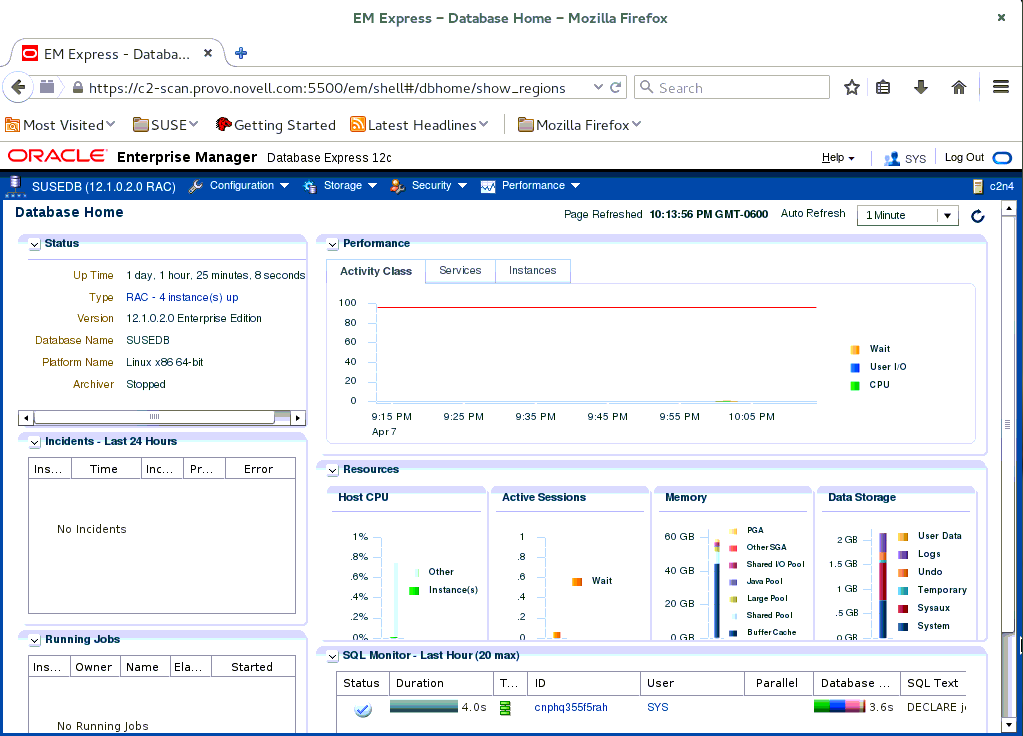 EM Express - Database Home - Mozilla Firefox
EM Express - Databa...
https://c2-scan.provo.novell.com:5500/em/shell#/dbhome/show_regions
Search
Most Visited
SUSE
Getting Started
Latest Headlines
Mozilla Firefox
ORACLE Enterprise Manager Database Express 12c
Help
SYS
Log Out
SUSEDB (12.1.0.2.0 RAC)
Configuration
Storage
Security
Performance
c2n4
Database Home
Page Refreshed 10:13:56 PM GMT-0600
Auto Refresh
1 Minute
Status
Up Time 1 day, 1 hour, 25 minutes, 8 seconds
Type RAC - 4 instance(s) up
Version 12.1.0.2.0 Enterprise Edition
Database Name SUSEDB
Platform Name Linux x86 64-bit
Archiver Stopped
Performance
Activity Class
Services
Instances
100
80
60
40
20
0
9:15 PM 9:25 PM 9:35 PM 9:45 PM 9:55 PM 10:05 PM
Apr 7
Wait
User I/O
CPU
Incidents - Last 24 Hours
Ins... Time Inc... Pr... Error
No Incidents
Resources
Host CPU
1%
.8%
.6%
.4%
.2%
0%
Other
Instance(s)
Active Sessions
1
.8
.6
.4
.2
0
Wait
Memory
60 GB
40 GB
20 GB
0 GB
PGA
Other SGA
Shared I/O Pool
Java Pool
Large Pool
Shared Pool
Buffer Cache
Data Storage
2 GB
1.5 GB
1 GB
.5 GB
0 GB
User Data
Logs
Undo
Temporary
Sysaux
System
Running Jobs
Ins... Owner Name Ela... Started
No Running Jobs
SQL Monitor - Last Hour (20 max)
Status Duration T... ID User Parallel Database ... SQL Text
4.0s cnphq355f5rah SYS 3.6s DECLARE jo